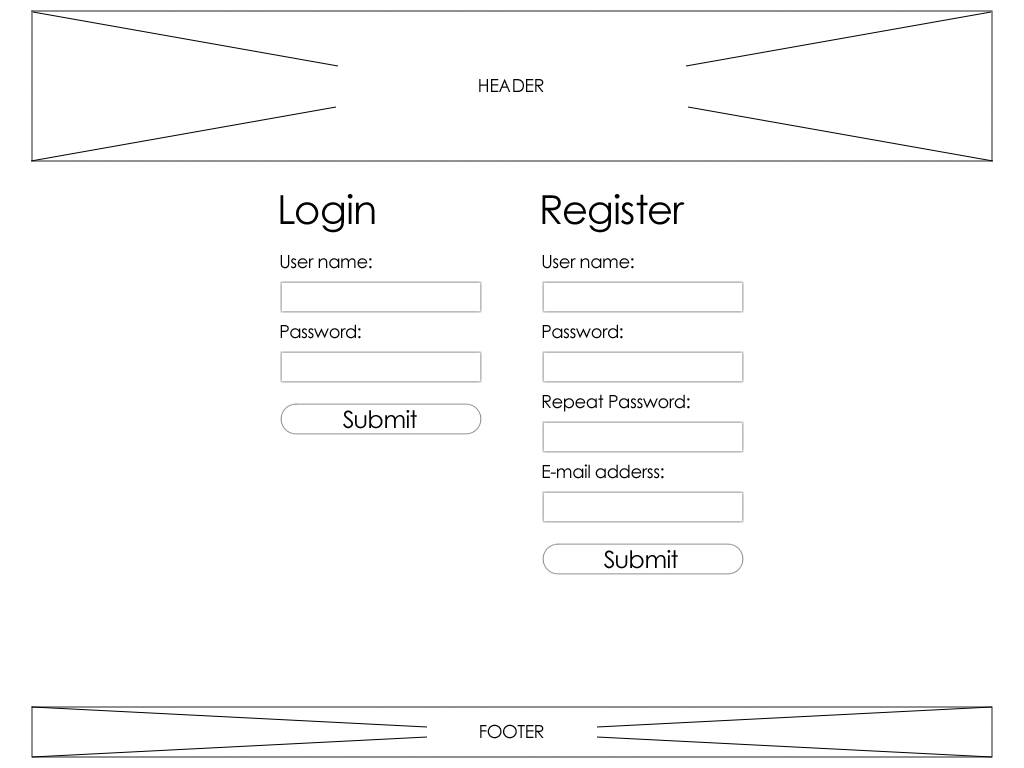 HEADER
Login
User name:
Password:
Submit
Register
User name:
Password:
Repeat Password:
E-mail adderss:
Submit
FOOTER